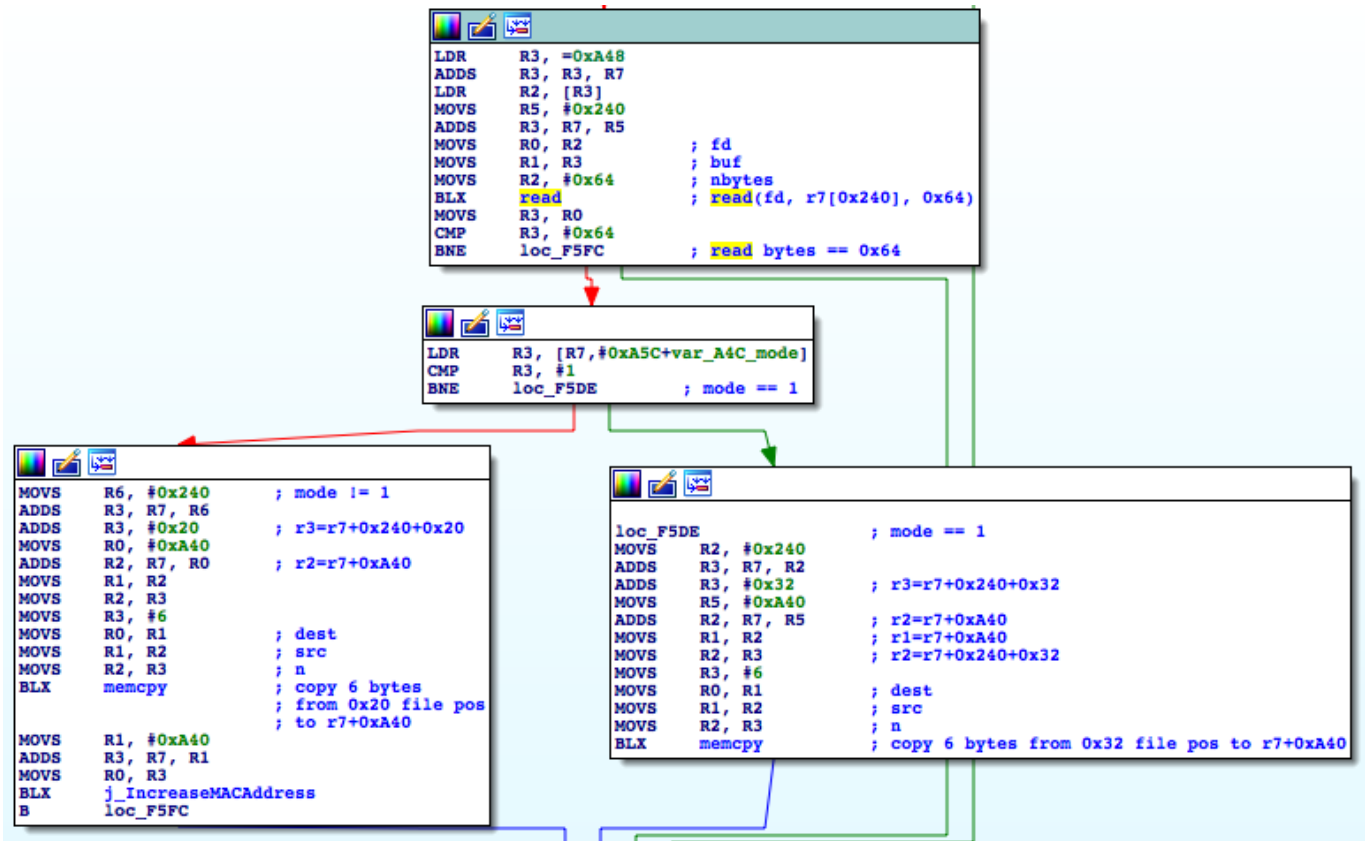 LDR R3, =0xA48
ADDS R3, R3, R7
LDR R2, [R3]
MOVS R5, #0x240
ADDS R3, R7, R5
MOVS R0, R2 ; fd
MOVS R1, R3 ; buf
MOVS R2, #0x64 ; nbytes
BLX read ; read(fd, r7[0x240], 0x64)
MOVS R3, R0
CMP R3, #0x64
BNE loc_F5FC ; read bytes == 0x64
LDR R3, [R7,#0xA5C+var_A4C_mode]
CMP R3, #1
BNE loc_F5DE ; mode == 1
MOVS R6, #0x240 ; mode != 1
ADDS R3, R7, R6
ADDS R3, #0x20 ; r3=r7+0x240+0x20
MOVS R0, #0xA40
ADDS R2, R7, R0 ; r2=r7+0xA40
MOVS R1, R2
MOVS R2, R3
MOVS R3, #6
MOVS R0, R1 ; dest
MOVS R1, R2 ; src
MOVS R2, R3 ; n
BLX memcpy ; copy 6 bytes
; from 0x20 file pos
; to r7+0xA40
MOVS R1, #0xA40
ADDS R3, R7, R1
MOVS R0, R3
BLX j_IncreaseMACAddress
B loc_F5FC
loc_F5DE ; mode == 1
MOVS R2, #0x240
ADDS R3, R7, R2
ADDS R3, #0x32 ; r3=r7+0x240+0x32
MOVS R5, #0xA40
ADDS R2, R7, R5 ; r2=r7+0xA40
MOVS R1, R2 ; r1=r7+0xA40
MOVS R2, R3 ; r2=r7+0x240+0x32
MOVS R3, #6
MOVS R0, R1 ; dest
MOVS R1, R2 ; src
MOVS R2, R3 ; n
BLX memcpy ; copy 6 bytes from 0x32 file pos to r7+0xA40